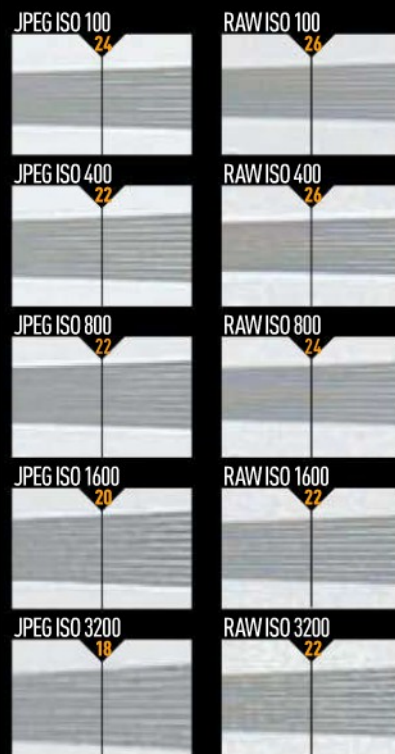 JPEG ISO 100
24
RAW ISO 100
26
JPEG ISO 400
22
RAW ISO 400
26
JPEG ISO 800
22
RAW ISO 800
24
JPEG ISO 1600
20
RAW ISO 1600
22
JPEG ISO 3200
18
RAW ISO 3200
22